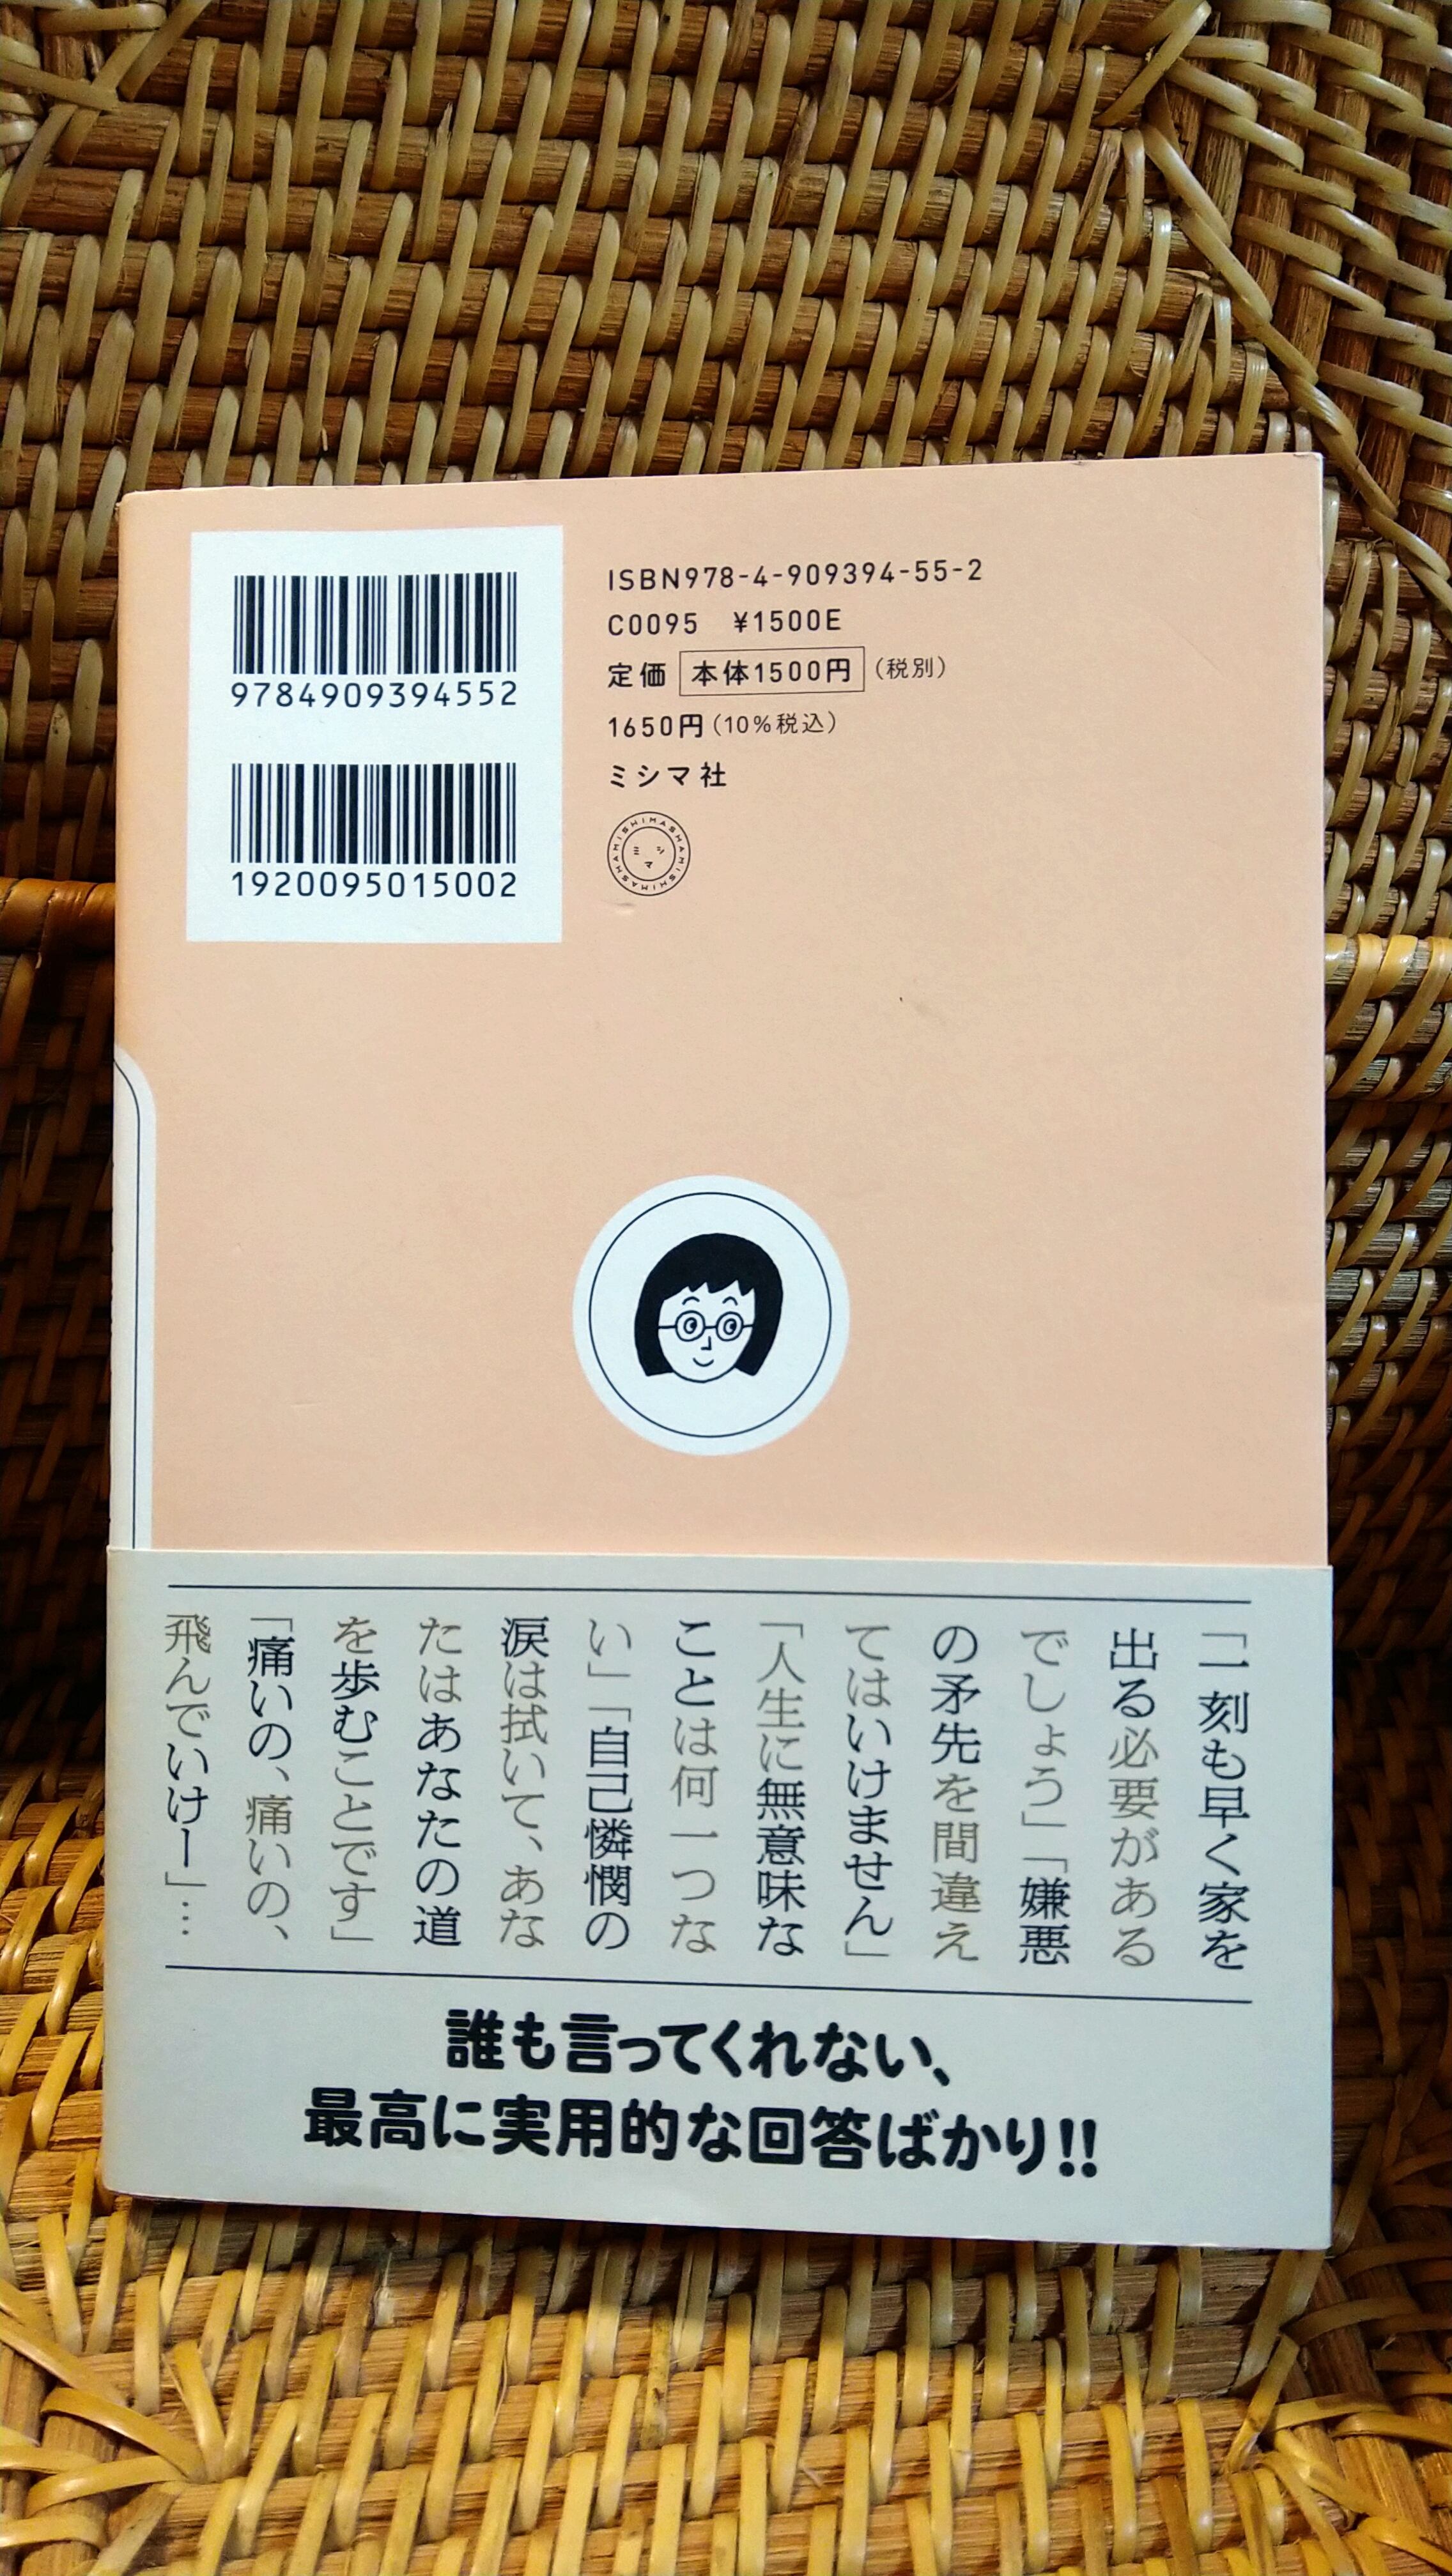 9784909394552
1920095015002
ISBN978-4-909394-55-2
C0095 ¥1500E
定価 本体1500円 (税別)
1650円(10%税込)
ミシマ社
MISHIMASHAMISHIMASHA
ミシマ
「一刻も早く家を
出る必要がある
でしょう」「嫌悪
の矛先を間違え
てはいけません」
「人生に無意味な
ことは何一つな
い」「自己憐憫の
涙は拭いて、あな
たはあなたの道
を歩むことです」
「痛いの、痛いの、
飛んでいけー」…
誰も言ってくれない、
最高に実用的な回答ばかり!!